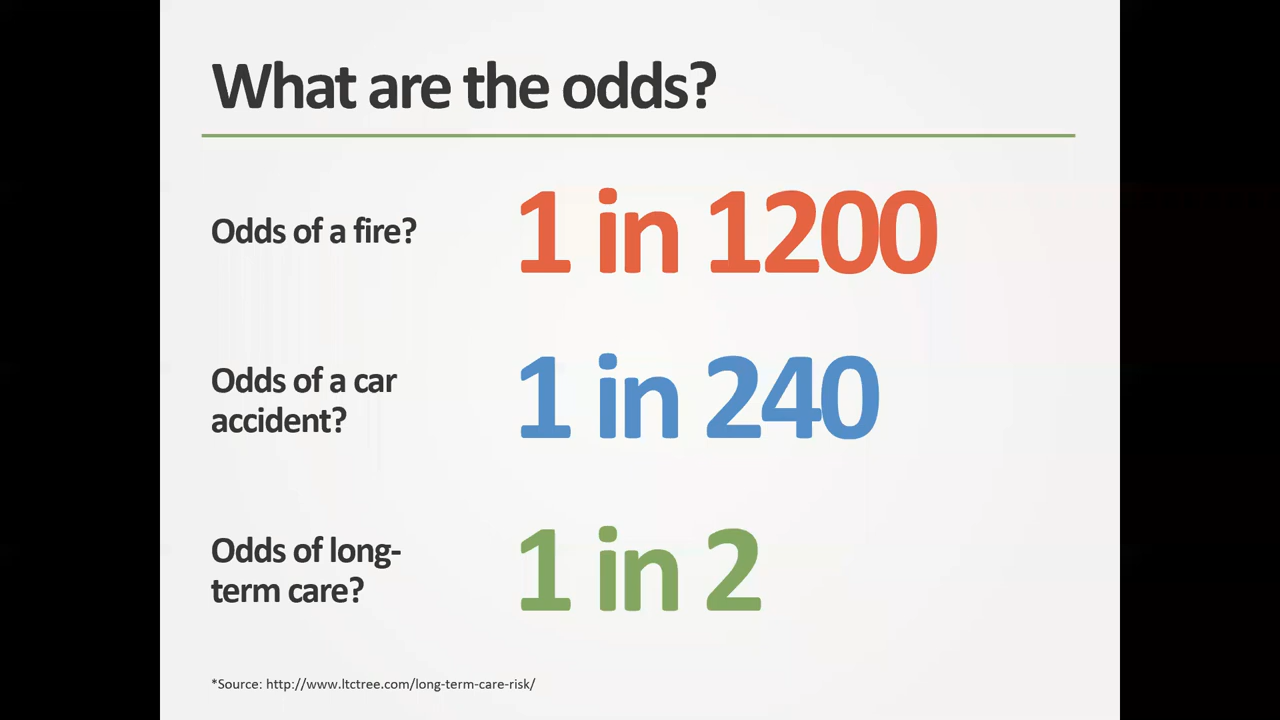 What are the odds?
Odds of a fire?
1 in 1200
Odds of a car
accident?
1 in 240
Odds of long-
term care?
1 in 2
*Source: http://www.ltctree.com/long-term-care-risk/